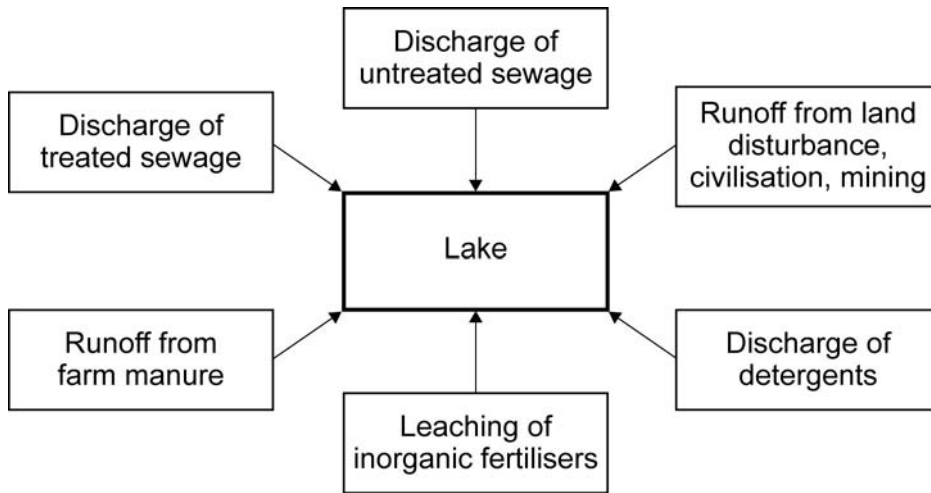 Discharge of
untreated sewage
Discharge of
treated sewage
Runoff from land
disturbance,
civilisation, mining
Lake
Runoff from
farm manure
Discharge of
detergents
Leaching of
inorganic fertilisers